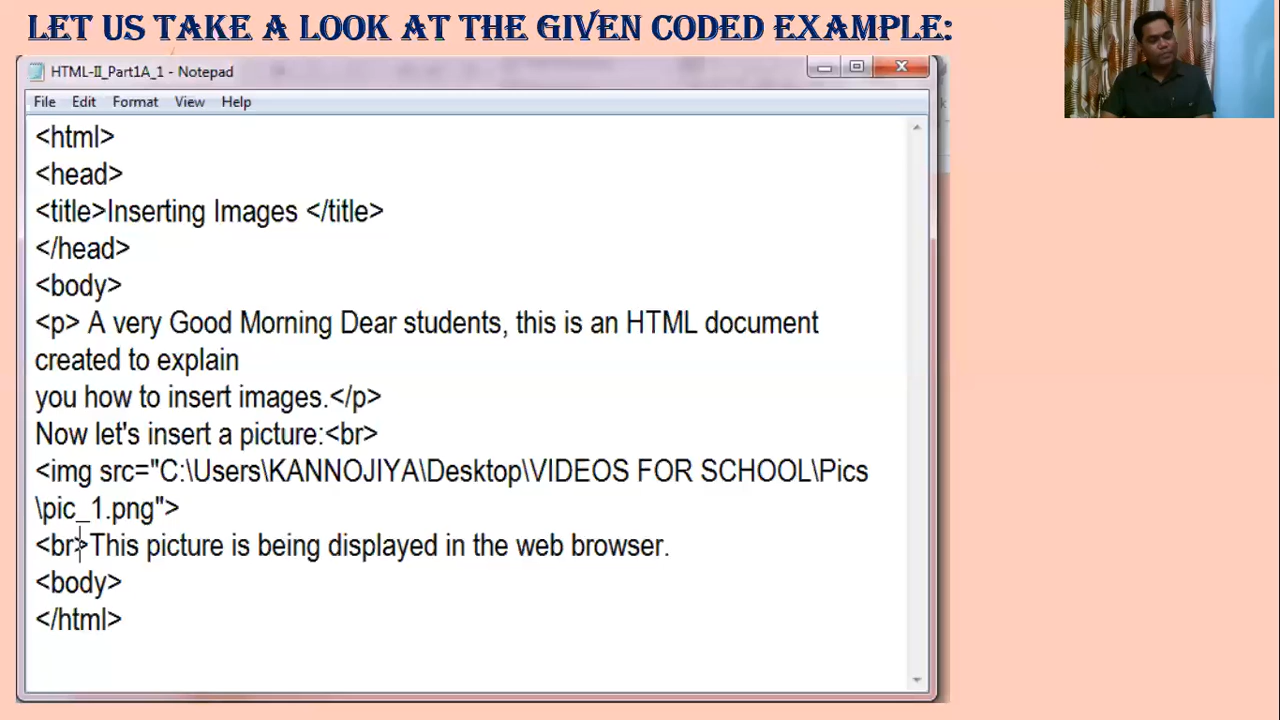 LET US TAKE A LOOK AT THE GIVEN CODED EXAMPLE:
HTML-II_Part1A_1 - Notepad
File Edit Format View Help
<html>
<head>
<title>Inserting Images </title>
</head>
<body>
<p> A very Good Morning Dear students, this is an HTML document
created to explain
you how to insert images.</p>
Now let's insert a picture:<br>
<img src="C:\Users\KANNOJIYA\Desktop\VIDEOS FOR SCHOOL\Pics
\pic_1.png">
<br>This picture is being displayed in the web browser.
<body>
</html>